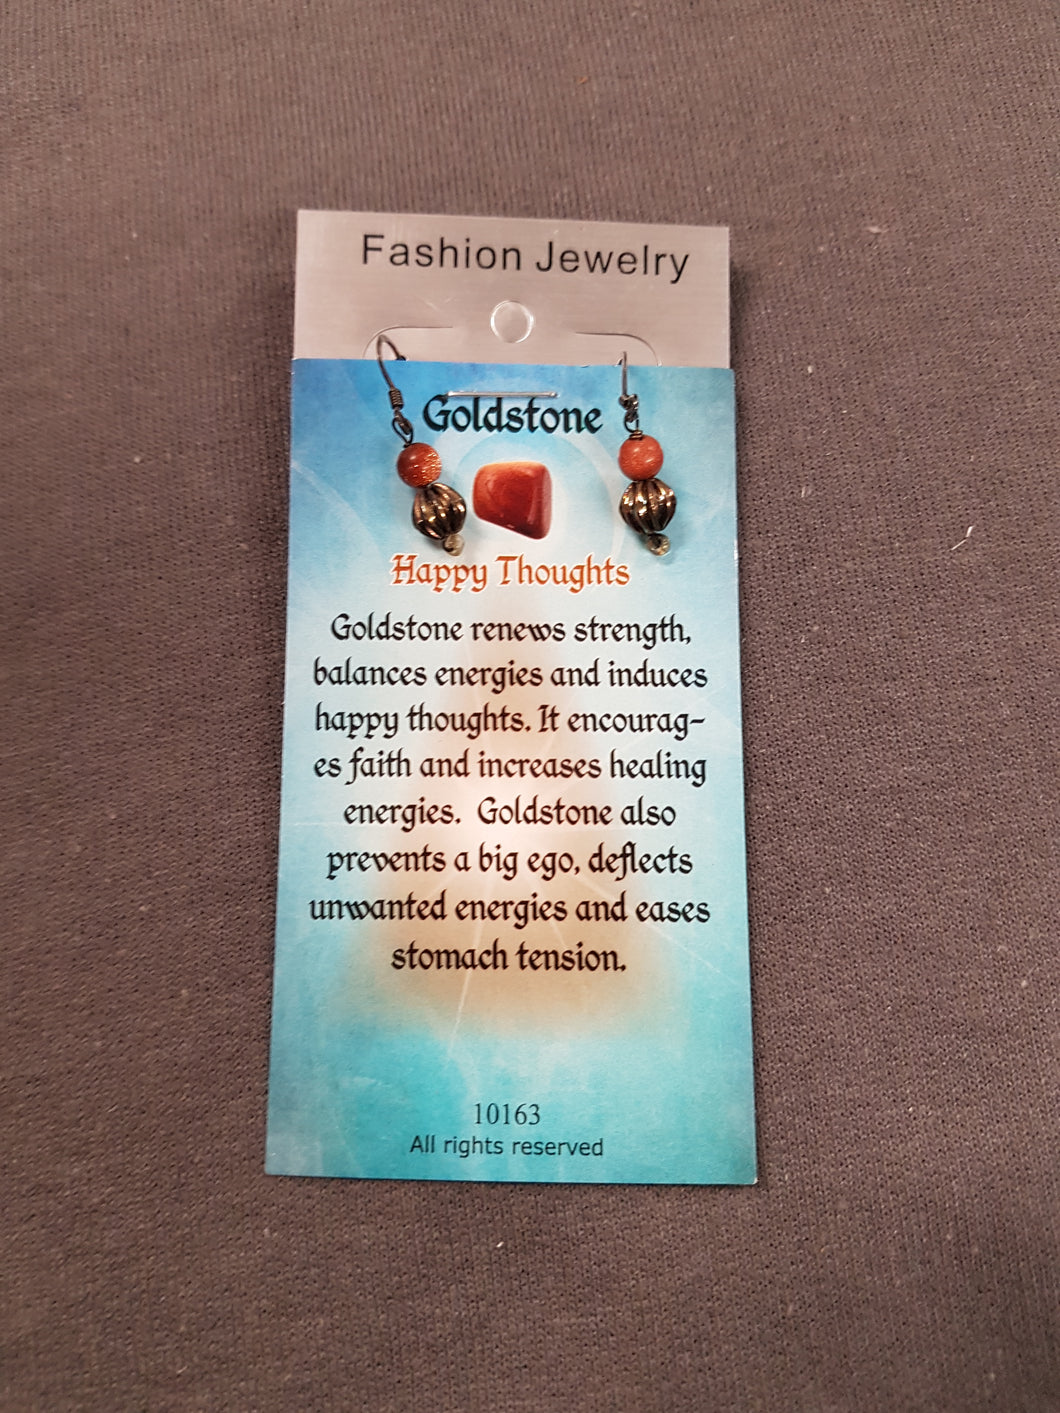 Fashion Jewelry
Goldstone
Happy Thoughts
Goldstone renews strength,
balances energies and induces
happy thoughts. It encourag-
es faith and increases healing
energies.  Goldstone also
prevents a big ego, deflects
unwanted energies and eases
stomach tension.
10163
All rights reserved